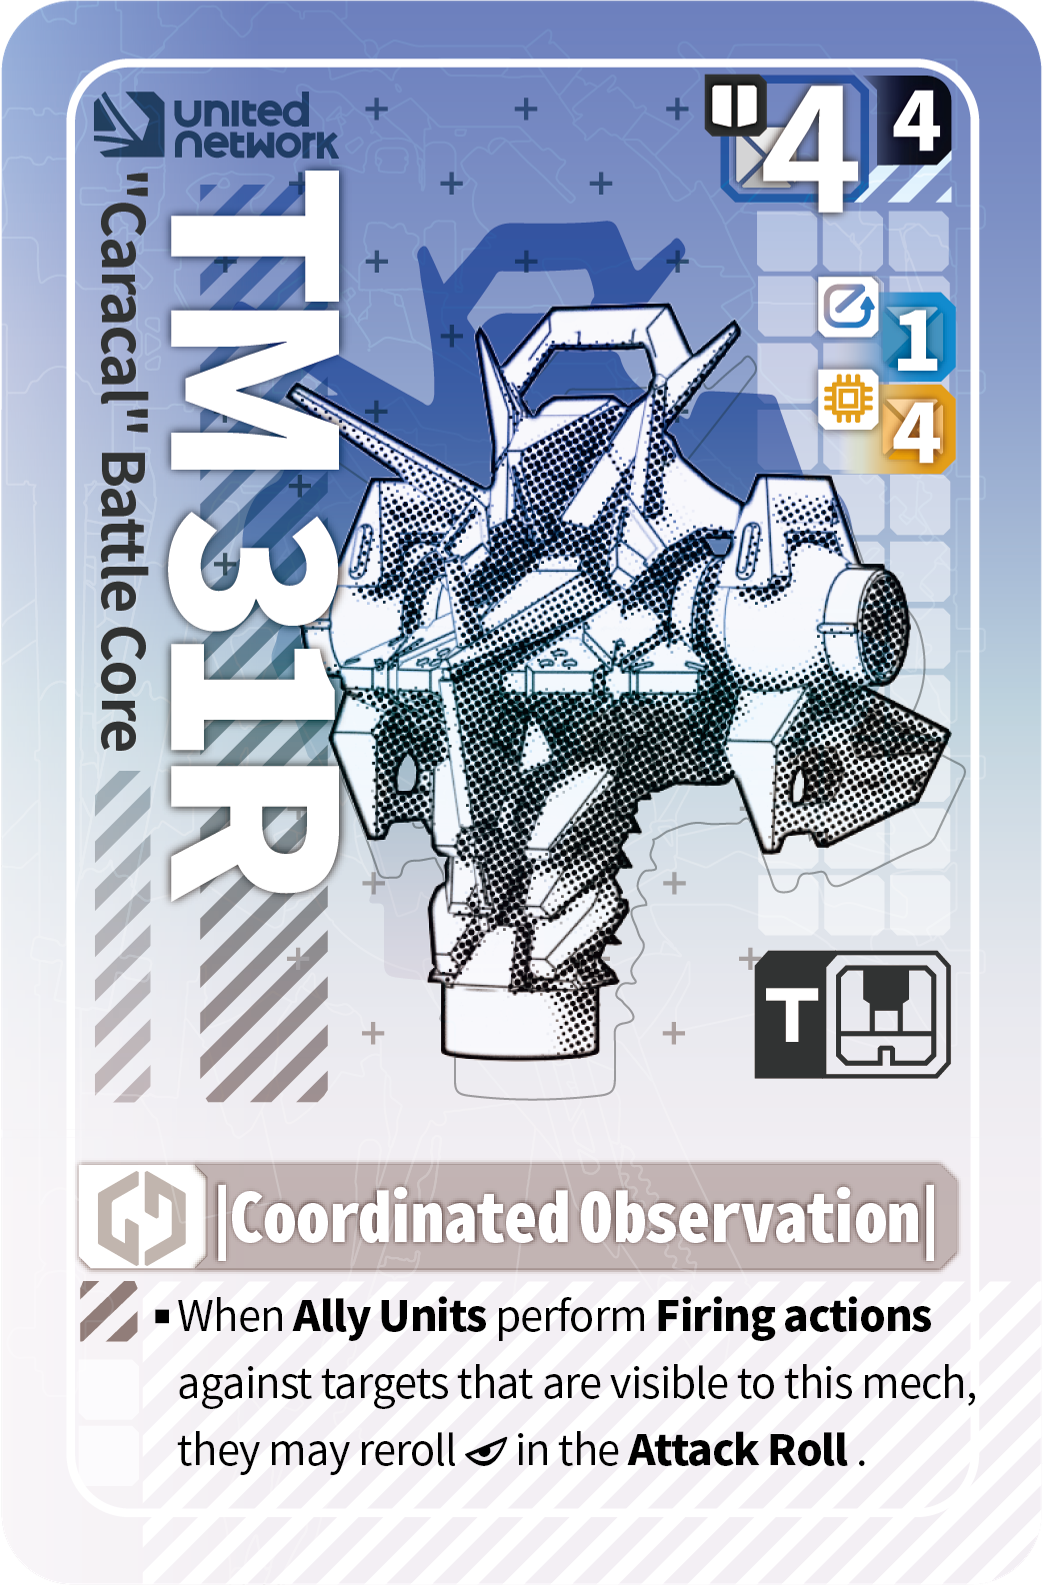 united
network
"Caracal" Battle Core
TM31R
4
4
1
4
T
|Coordinated Observation|
▪ When Ally Units perform Firing actions
against targets that are visible to this mech,
they may reroll in the Attack Roll .